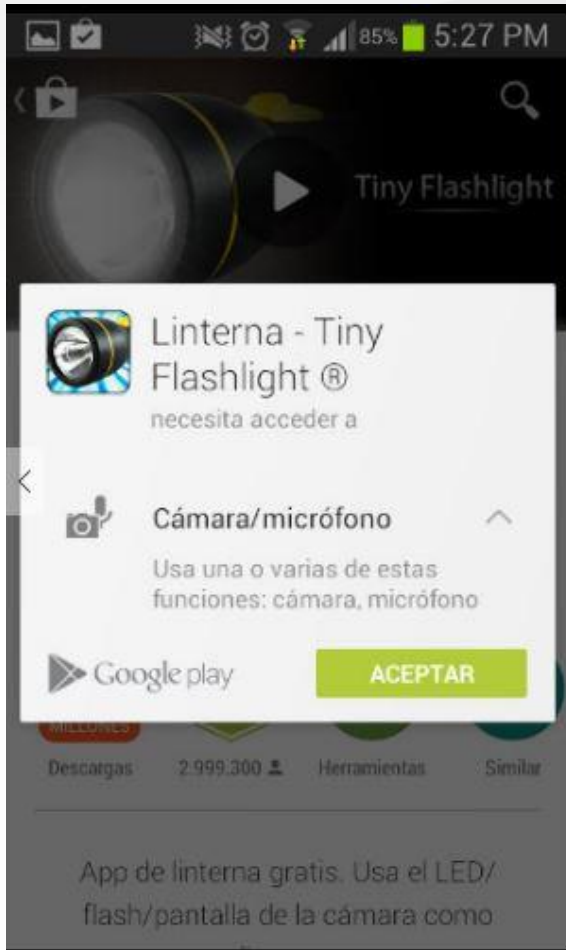 85% 5:27 PM
Tiny Flashlight
Linterna - Tiny
Flashlight ®
necesita acceder a
Cámara/micrófono
Usa una o varias de estas
funciones: cámara, micrófono
Google play
ACEPTAR
MILLONES
Descargas 2.999.300 Herramientas Similar
App de linterna gratis. Usa el LED/
flash/pantalla de la cámara como